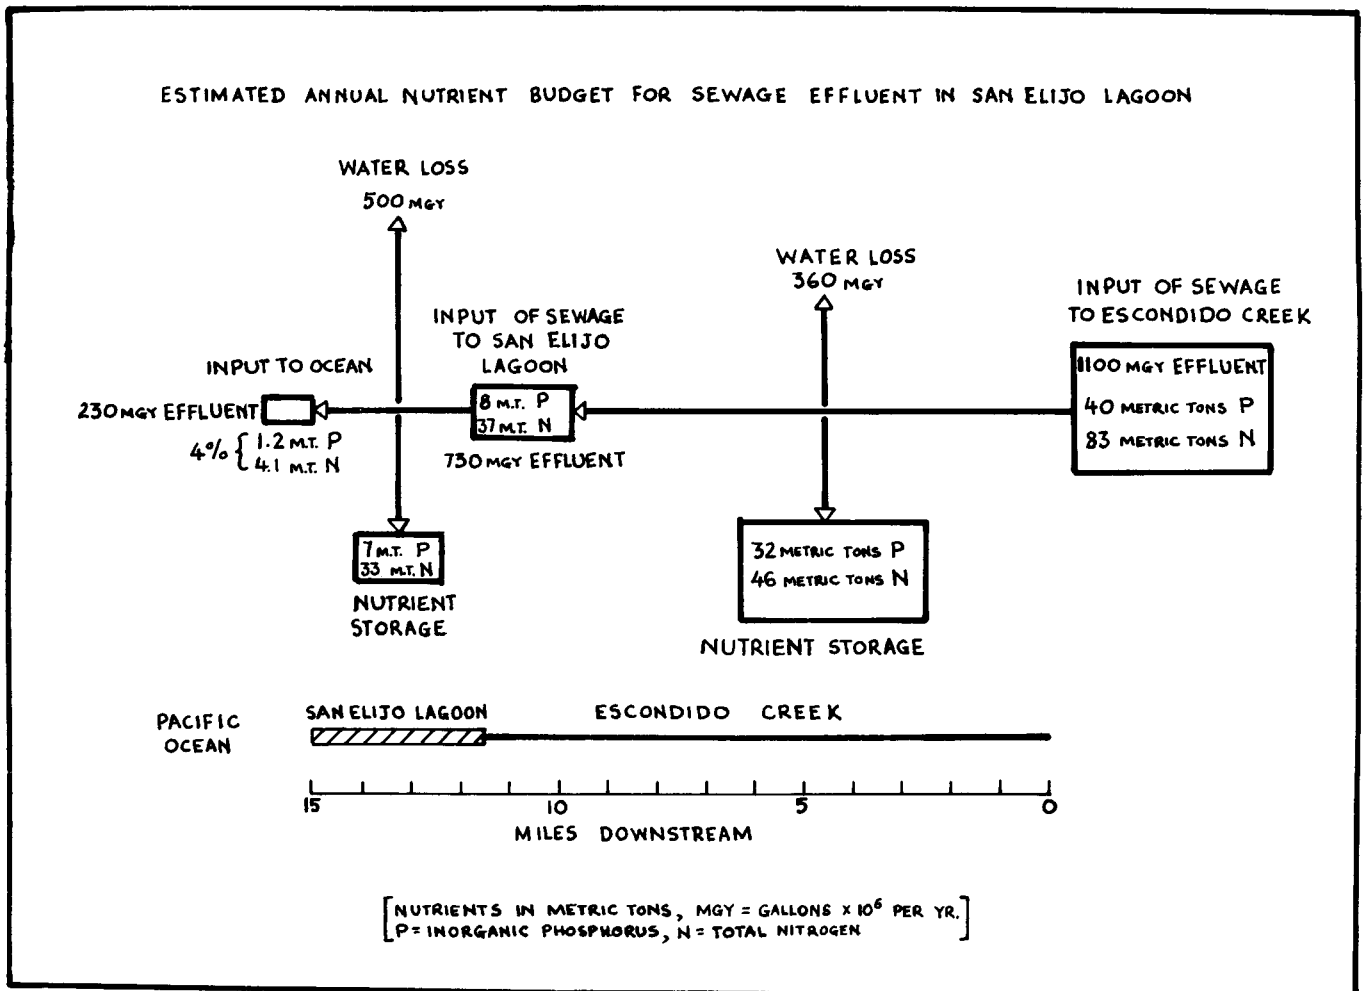 ESTIMATED ANNUAL NUTRIENT BUDGET FOR SEWAGE EFFLUENT IN SAN ELIJO LAGOON
WATER LOSS
500 MGY
WATER LOSS
360 MGY
INPUT OF SEWAGE
TO ESCONDIDO CREEK
1100 MGY EFFLUENT
40 METRIC TONS P
83 METRIC TONS N
INPUT OF SEWAGE
TO SAN ELIJO
LAGOON
8 M.T. P
37 M.T. N
730 MGY EFFLUENT
INPUT TO OCEAN
230 MGY EFFLUENT
4% { 1.2 M.T. P
4.1 M.T. N
7 M.T. P
33 M.T. N
NUTRIENT
STORAGE
32 METRIC TONS P
46 METRIC TONS N
NUTRIENT STORAGE
PACIFIC
OCEAN
SAN ELIJO LAGOON
ESCONDIDO CREEK
15 10 5 0
MILES DOWNSTREAM
[NUTRIENTS IN METRIC TONS, MGY = GALLONS × 10⁶ PER YR.
P = INORGANIC PHOSPHORUS, N = TOTAL NITROGEN]